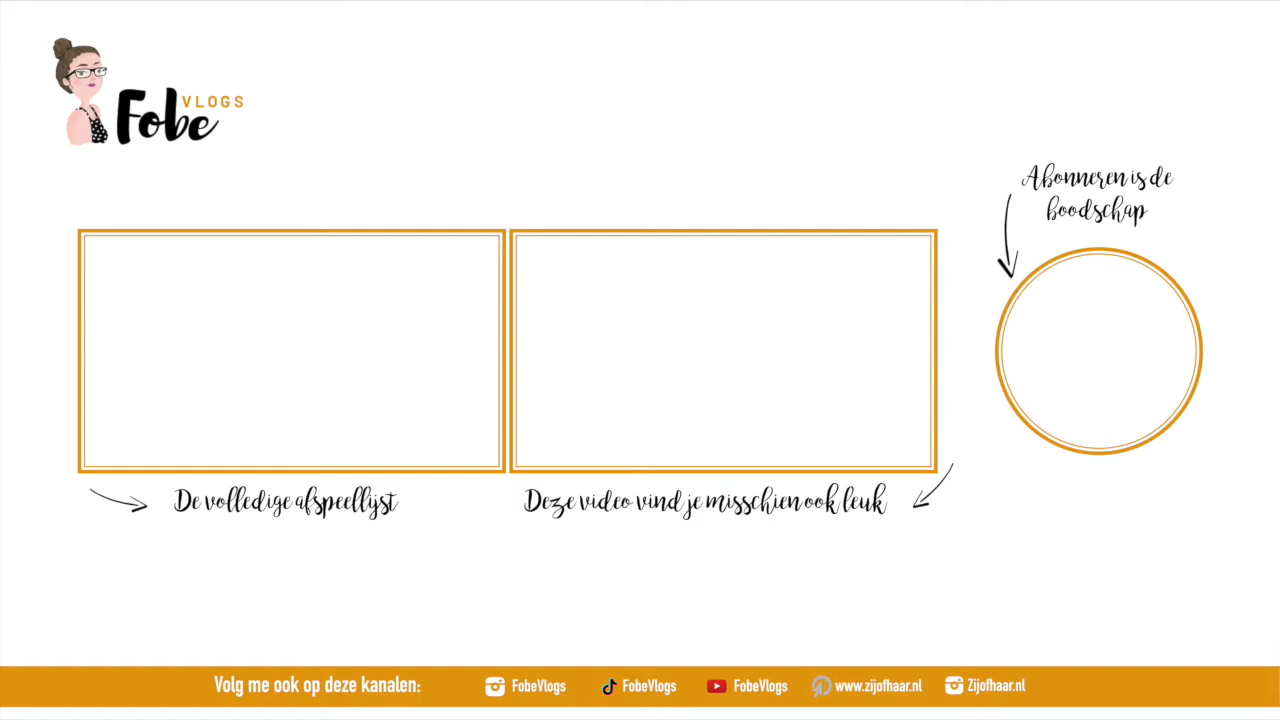 VLOGS
Fobe
Abonneren is de
boodschap
De volledige afspeellijst
Deze video vind je misschien ook leuk
Volg me ook op deze kanalen: FobeVlogs FobeVlogs FobeVlogs www.zijofhaar.nl Zijofhaar.nl